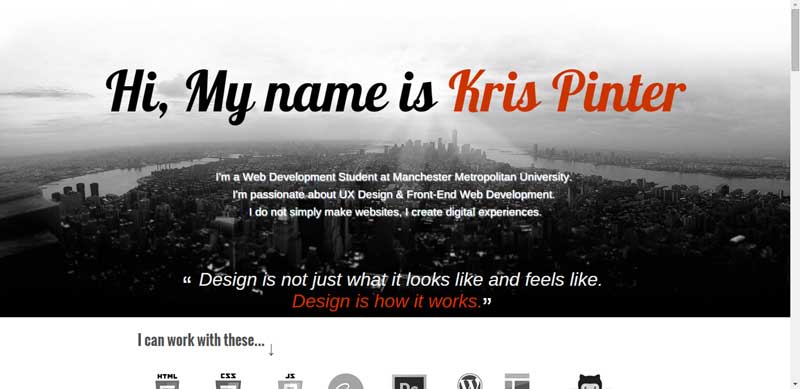 Hi, My name is Kris Pinter
I'm a Web Development Student at Manchester Metropolitan University.
I'm passionate about UX Design & Front-End Web Development.
I do not simply make websites, I create digital experiences.
“ Design is not just what it looks like and feels like.
Design is how it works.”
I can work with these... ↓
HTML CSS JS Ps